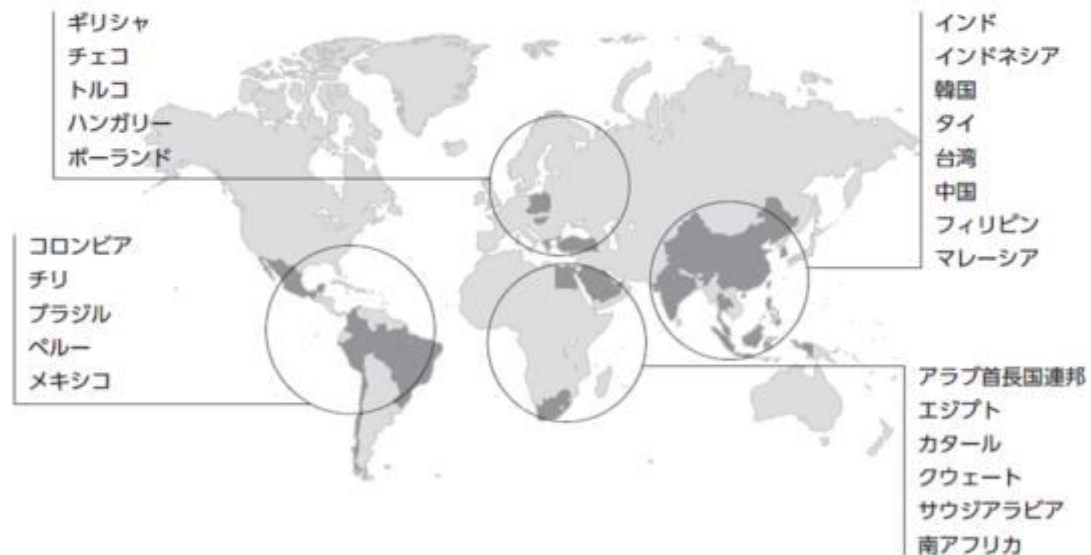 ギリシャ
チェコ
トルコ
ハンガリー
ポーランド
インド
インドネシア
韓国
タイ
台湾
中国
フィリピン
マレーシア
コロンビア
チリ
ブラジル
ペルー
メキシコ
アラブ首長国連邦
エジプト
カタール
クウェート
サウジアラビア
南アフリカ